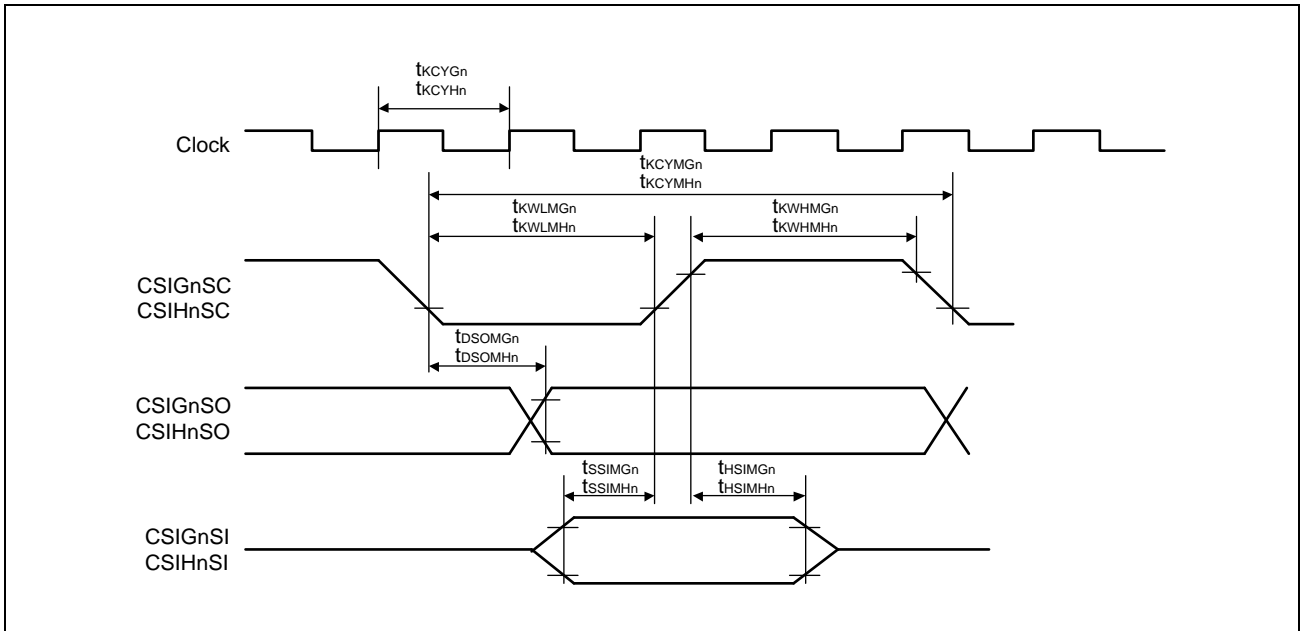 tKCYGn
tKCYHn
Clock
tKCYMGn
tKCYMHn
tKWLMGn
tKWLMHn
tKWHMGn
tKWHMHn
CSIGnSC
CSIHnSC
tDSOMGn
tDSOMHn
CSIGnSO
CSIHnSO
tSSIMGn
tSSIMHn
tHSIMGn
tHSIMHn
CSIGnSI
CSIHnSI